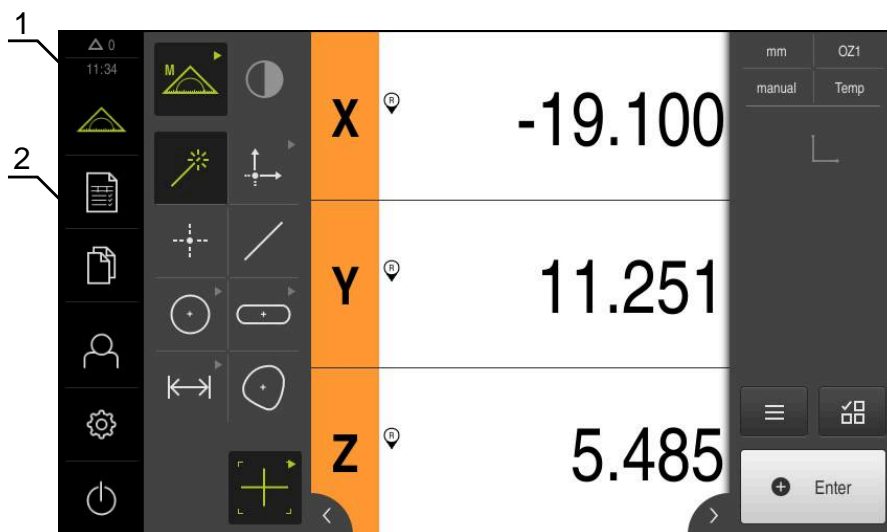 1
0
11:34
2
M
X R -19.100
Y R 11.251
Z R 5.485
mm OZ1
manual Temp
Enter